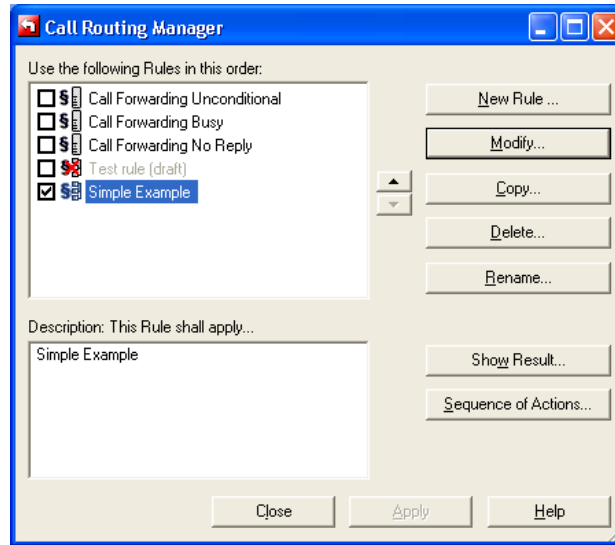 Call Routing Manager
Use the following Rules in this order:
Call Forwarding Unconditional
Call Forwarding Busy
Call Forwarding No Reply
Test rule (draft)
Simple Example
New Rule ...
Modify...
Copy...
Delete...
Rename...
Description: This Rule shall apply...
Simple Example
Show Result...
Sequence of Actions...
Close
Apply
Help